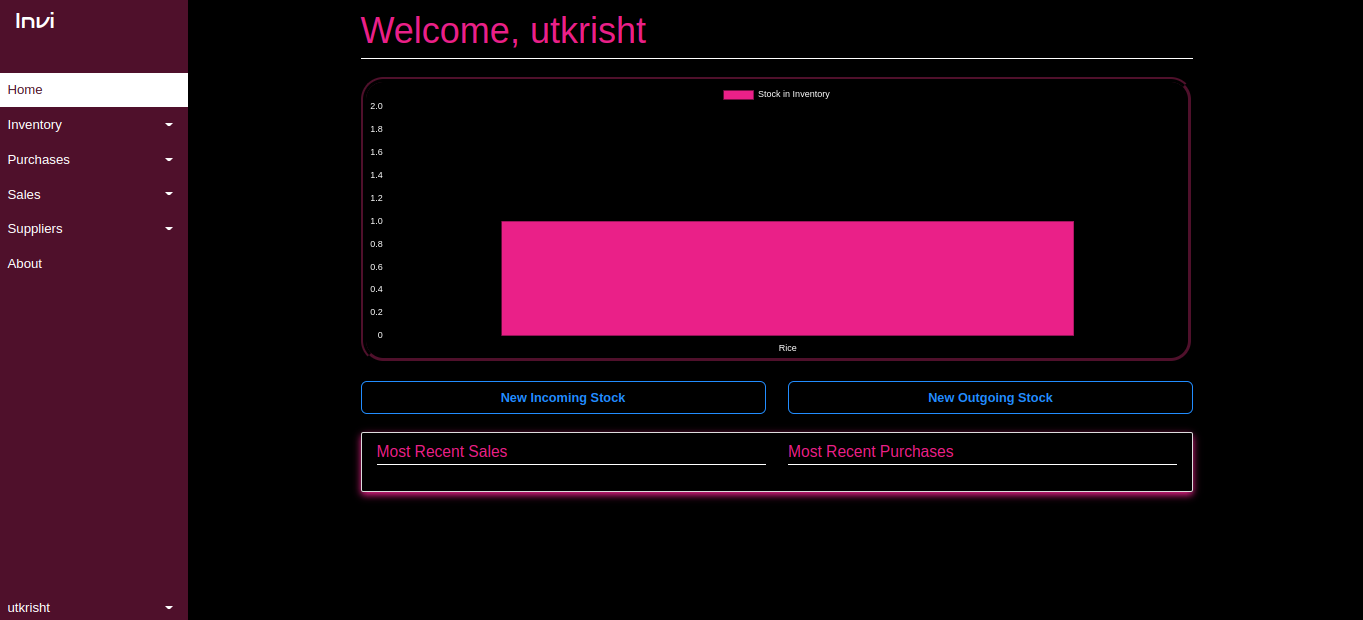 Invi
Home
Inventory
Purchases
Sales
Suppliers
About
utkrisht
Welcome, utkrisht
Stock in Inventory
2.0
1.8
1.6
1.4
1.2
1.0
0.8
0.6
0.4
0.2
0
Rice
New Incoming Stock
New Outgoing Stock
Most Recent Sales
Most Recent Purchases